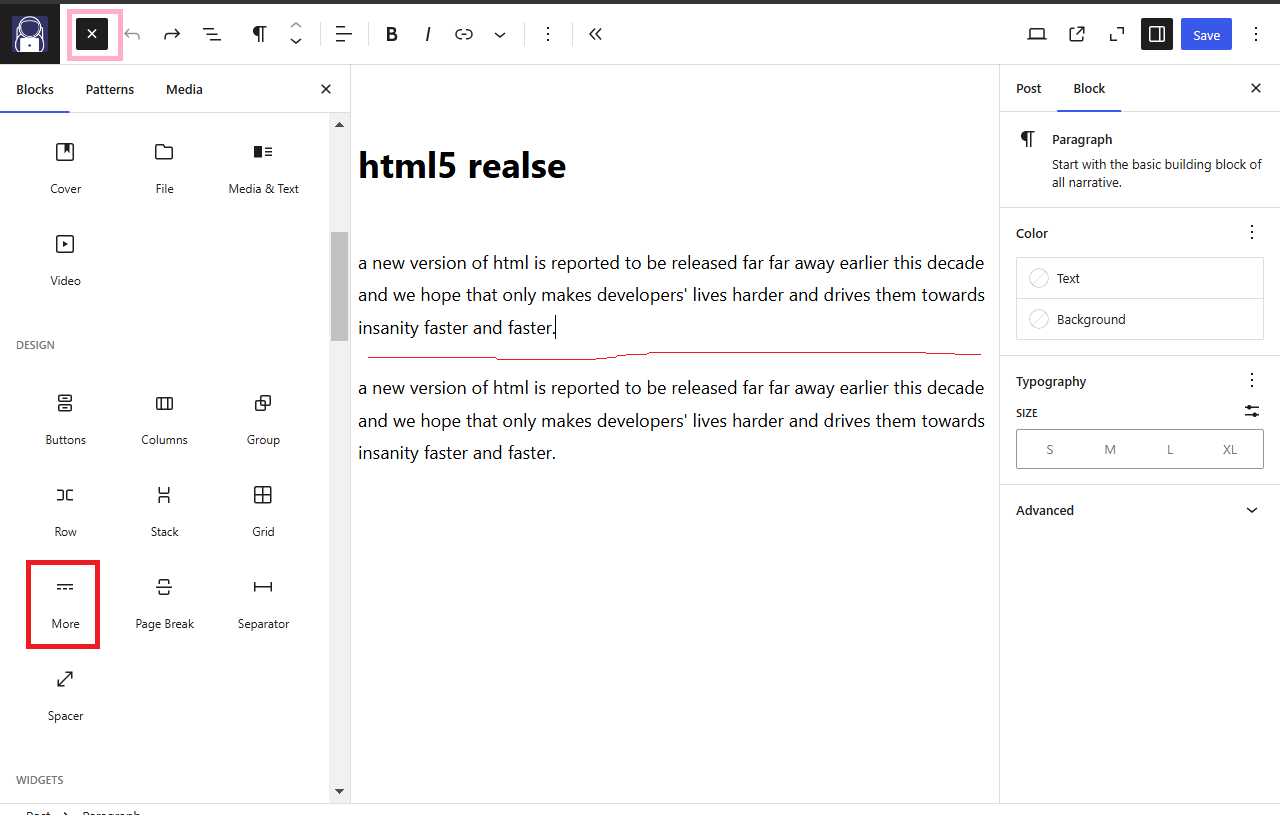 Save
Blocks Patterns Media
Cover File Media & Text
Video
DESIGN
Buttons Columns Group
Row Stack Grid
More Page Break Separator
Spacer
WIDGETS
html5 realse
a new version of html is reported to be released far far away earlier this decade
and we hope that only makes developers' lives harder and drives them towards
insanity faster and faster.
a new version of html is reported to be released far far away earlier this decade
and we hope that only makes developers' lives harder and drives them towards
insanity faster and faster.
Post Block
Paragraph
Start with the basic building block of
all narrative.
Color
Text
Background
Typography
SIZE
S M L XL
Advanced
Post Paragraph